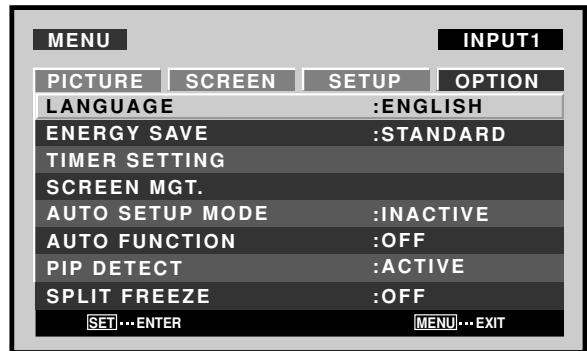 MENU INPUT1
PICTURE SCREEN SETUP OPTION
LANGUAGE :ENGLISH
ENERGY SAVE :STANDARD
TIMER SETTING
SCREEN MGT.
AUTO SETUP MODE :INACTIVE
AUTO FUNCTION :OFF
PIP DETECT :ACTIVE
SPLIT FREEZE :OFF
SET···ENTER MENU···EXIT